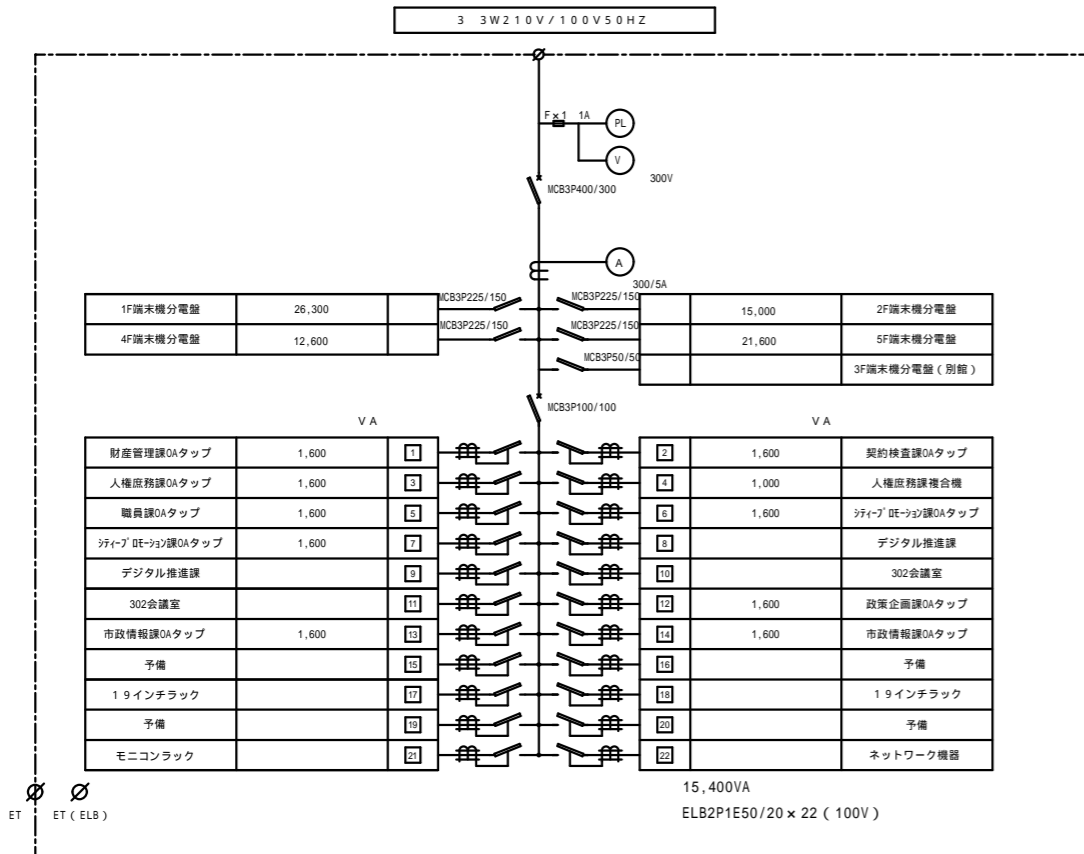 3 3W210V/100V50HZ
F×1 1A
PL
V
300V
MCB3P400/300
A
300/5A
1F端末機分電盤 26,300 MCB3P225/150 MCB3P225/150 15,000 2F端末機分電盤
4F端末機分電盤 12,600 MCB3P225/150 MCB3P225/150 21,600 5F端末機分電盤
MCB3P50/50 3F端末機分電盤(別館)
MCB3P100/100
VA VA
財産管理課OAタップ 1,600 1 2 1,600 契約検査課OAタップ
人権庶務課OAタップ 1,600 3 4 1,000 人権庶務課複合機
職員課OAタップ 1,600 5 6 1,600 シティープロモーション課OAタップ
シティープロモーション課OAタップ 1,600 7 8 デジタル推進課
デジタル推進課 9 10 302会議室
302会議室 11 12 1,600 政策企画課OAタップ
市政情報課OAタップ 1,600 13 14 1,600 市政情報課OAタップ
予備 15 16 予備
19インチラック 17 18 19インチラック
予備 19 20 予備
モニコンラック 21 22 ネットワーク機器
15,400VA
ET ET(ELB) ELB2P1E50/20×22(100V)